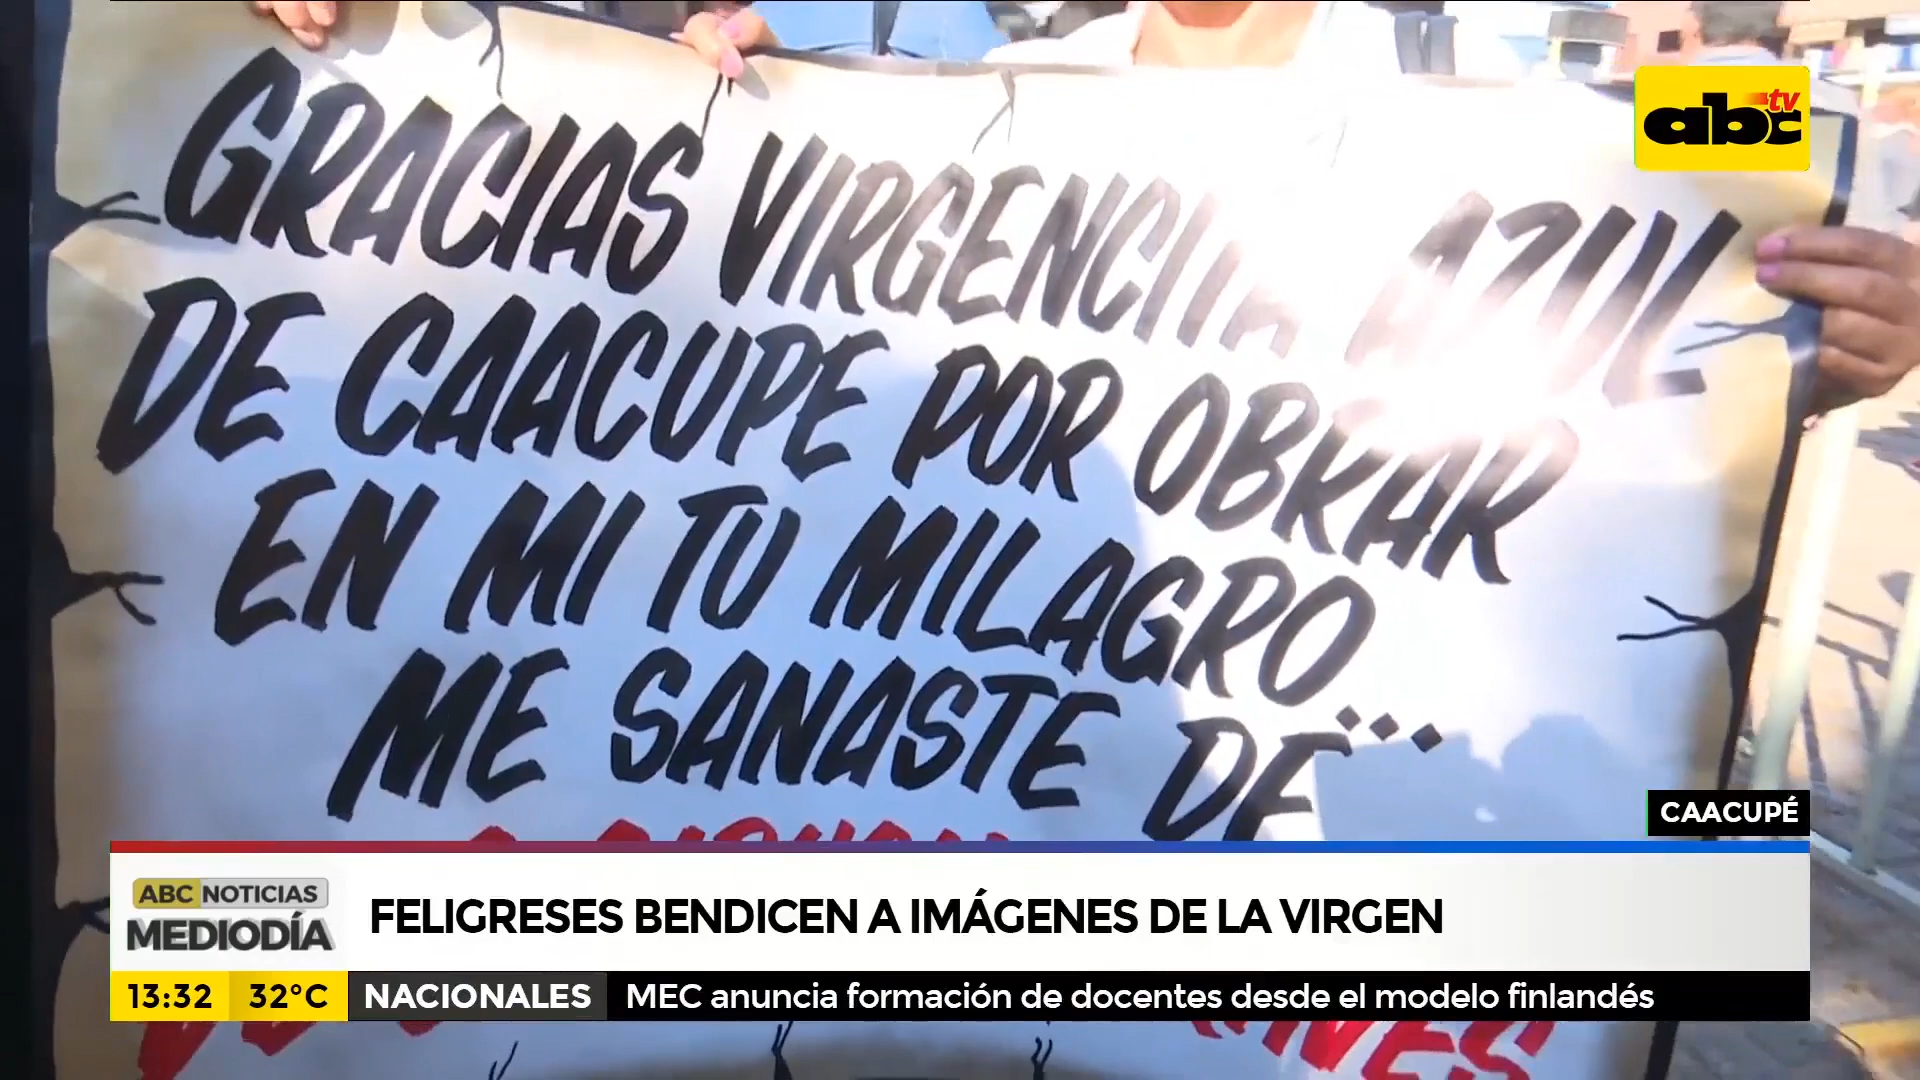 abc tv
GRACIAS VIRGENCITA AZUL
DE CAACUPE POR OBRAR
EN MI TU MILAGRO...
ME SANASTE DE
CAACUPÉ
ABC NOTICIAS
MEDIODÍA
FELIGRESES BENDICEN A IMÁGENES DE LA VIRGEN
13:32 32°C NACIONALES MEC anuncia formación de docentes desde el modelo finlandés